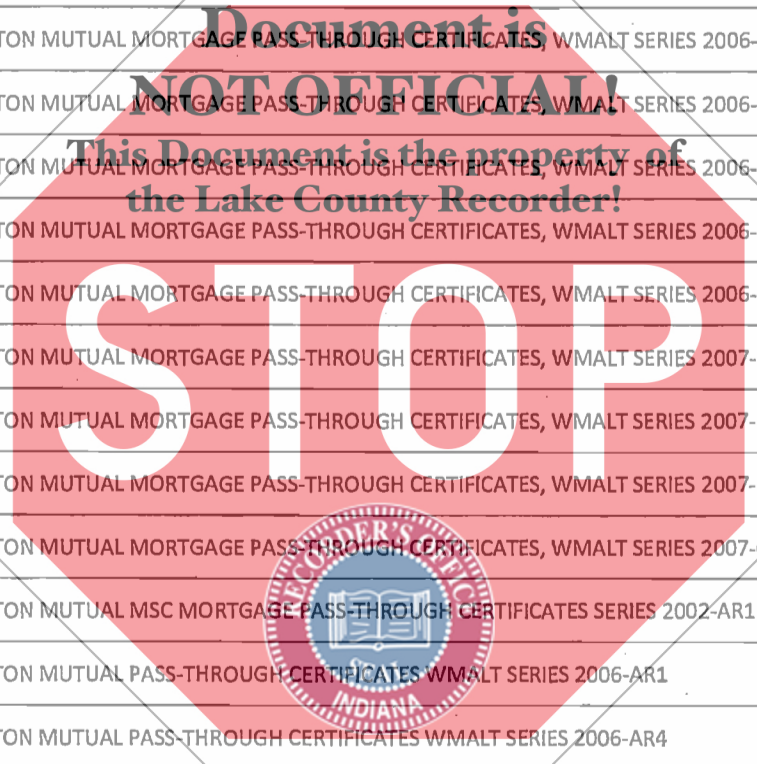 Document is
TON MUTUAL MORTGAGE PASS-THROUGH CERTIFICATES, WMALT SERIES 2006-
NOT OFFICIAL!
TON MUTUAL MORTGAGE PASS-THROUGH CERTIFICATES, WMALT SERIES 2006-
This Document is the property of
TON MUTUAL MORTGAGE PASS-THROUGH CERTIFICATES, WMALT SERIES 2006-
the Lake County Recorder!
TON MUTUAL MORTGAGE PASS-THROUGH CERTIFICATES, WMALT SERIES 2006-
TON MUTUAL MORTGAGE PASS-THROUGH CERTIFICATES, WMALT SERIES 2006-
STOP
TON MUTUAL MORTGAGE PASS-THROUGH CERTIFICATES, WMALT SERIES 2007-
TON MUTUAL MORTGAGE PASS-THROUGH CERTIFICATES, WMALT SERIES 2007-
TON MUTUAL MORTGAGE PASS-THROUGH CERTIFICATES, WMALT SERIES 2007-
TON MUTUAL MORTGAGE PASS-THROUGH CERTIFICATES, WMALT SERIES 2007-
RECORDER'S OFFICE
TON MUTUAL MSC MORTGAGE PASS-THROUGH CERTIFICATES SERIES 2002-AR1
TON MUTUAL PASS-THROUGH CERTIFICATES WMALT SERIES 2006-AR1
SEAL
INDIANA
TON MUTUAL PASS-THROUGH CERTIFICATES WMALT SERIES 2006-AR4